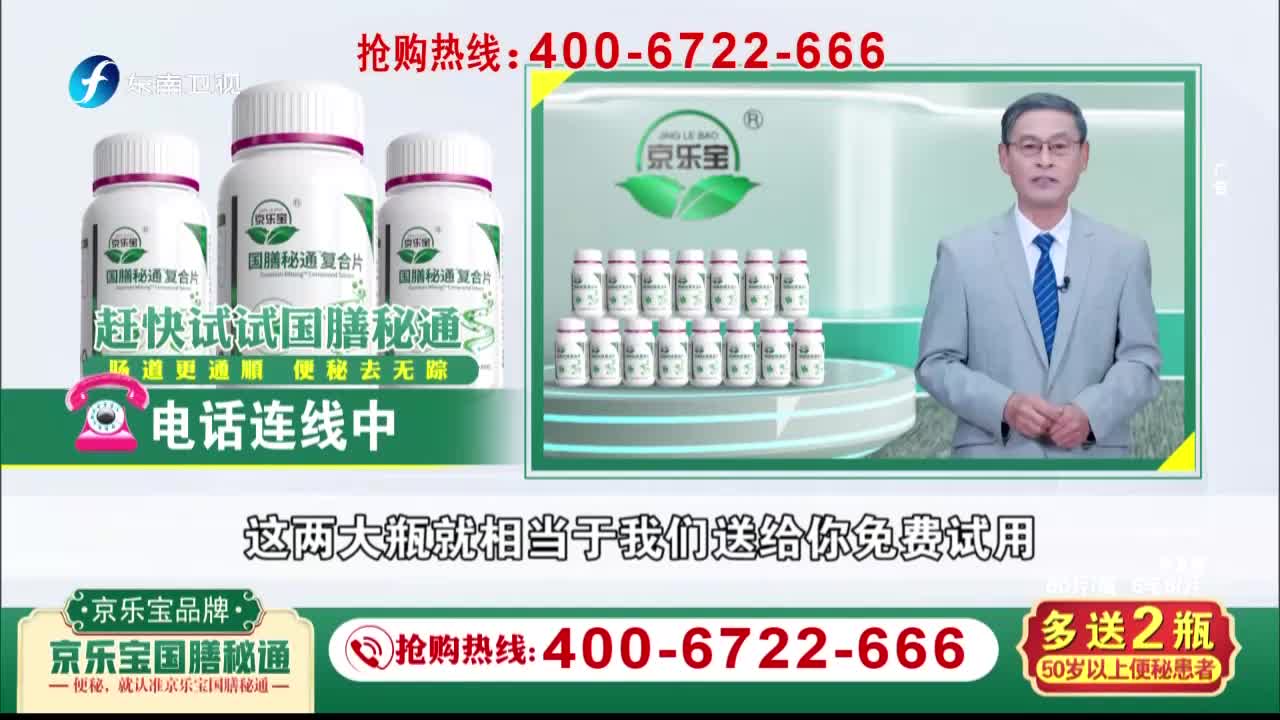 抢购热线:400-6722-666
东南卫视
JING LE BAO
京乐宝
®
广告
京乐宝
®
国膳秘通复合片
京乐宝
®
国膳秘通复合片
京乐宝
®
国膳秘通复合片
赶快试试国膳秘通
肠道更通順 便秘去无踪
电话连线中
这两大瓶就相当于我们送给你免费试用
·京乐宝品牌·
京乐宝国膳秘通
便秘,就认准京乐宝国膳秘通
抢购热线:400-6722-666
多送2瓶
50岁以上便秘患者